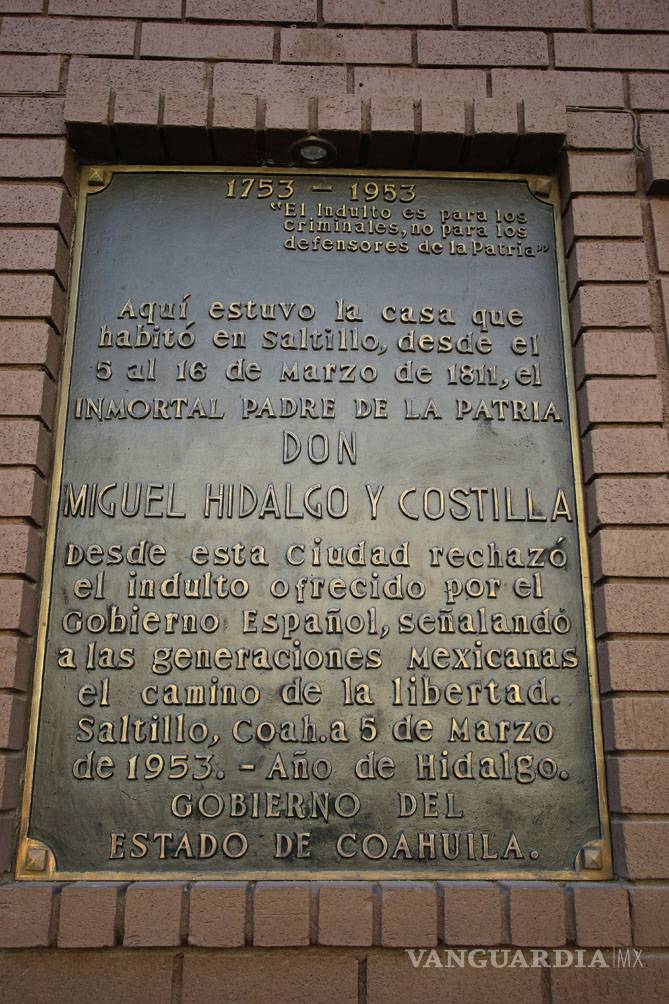 1753 - 1953
"El Indulto es para los
criminales, no para los
defensores de la Patria"
Aquí estuvo la casa que
habitó en Saltillo, desde el
5 al 16 de Marzo de 1811, el
INMORTAL PADRE DE LA PATRIA
DON
MIGUEL HIDALGO Y COSTILLA
Desde esta Ciudad rechazó
el indulto ofrecido por el
Gobierno Español, señalando
a las generaciones Mexicanas
el camino de la libertad.
Saltillo, Coah. a 5 de Marzo
de 1953. - Año de Hidalgo.
GOBIERNO DEL
ESTADO DE COAHUILA.
VANGUARDIA|MX